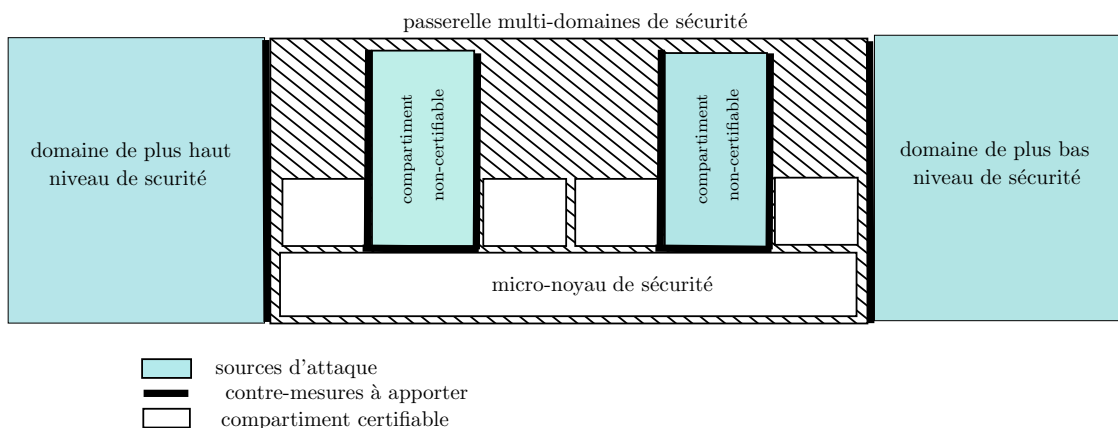 passerelle multi-domaines de sécurité
domaine de plus haut
niveau de scurité
compartiment
non-certifiable
compartiment
non-certifiable
domaine de plus bas
niveau de sécurité
micro-noyau de sécurité
sources d'attaque
contre-mesures à apporter
compartiment certifiable